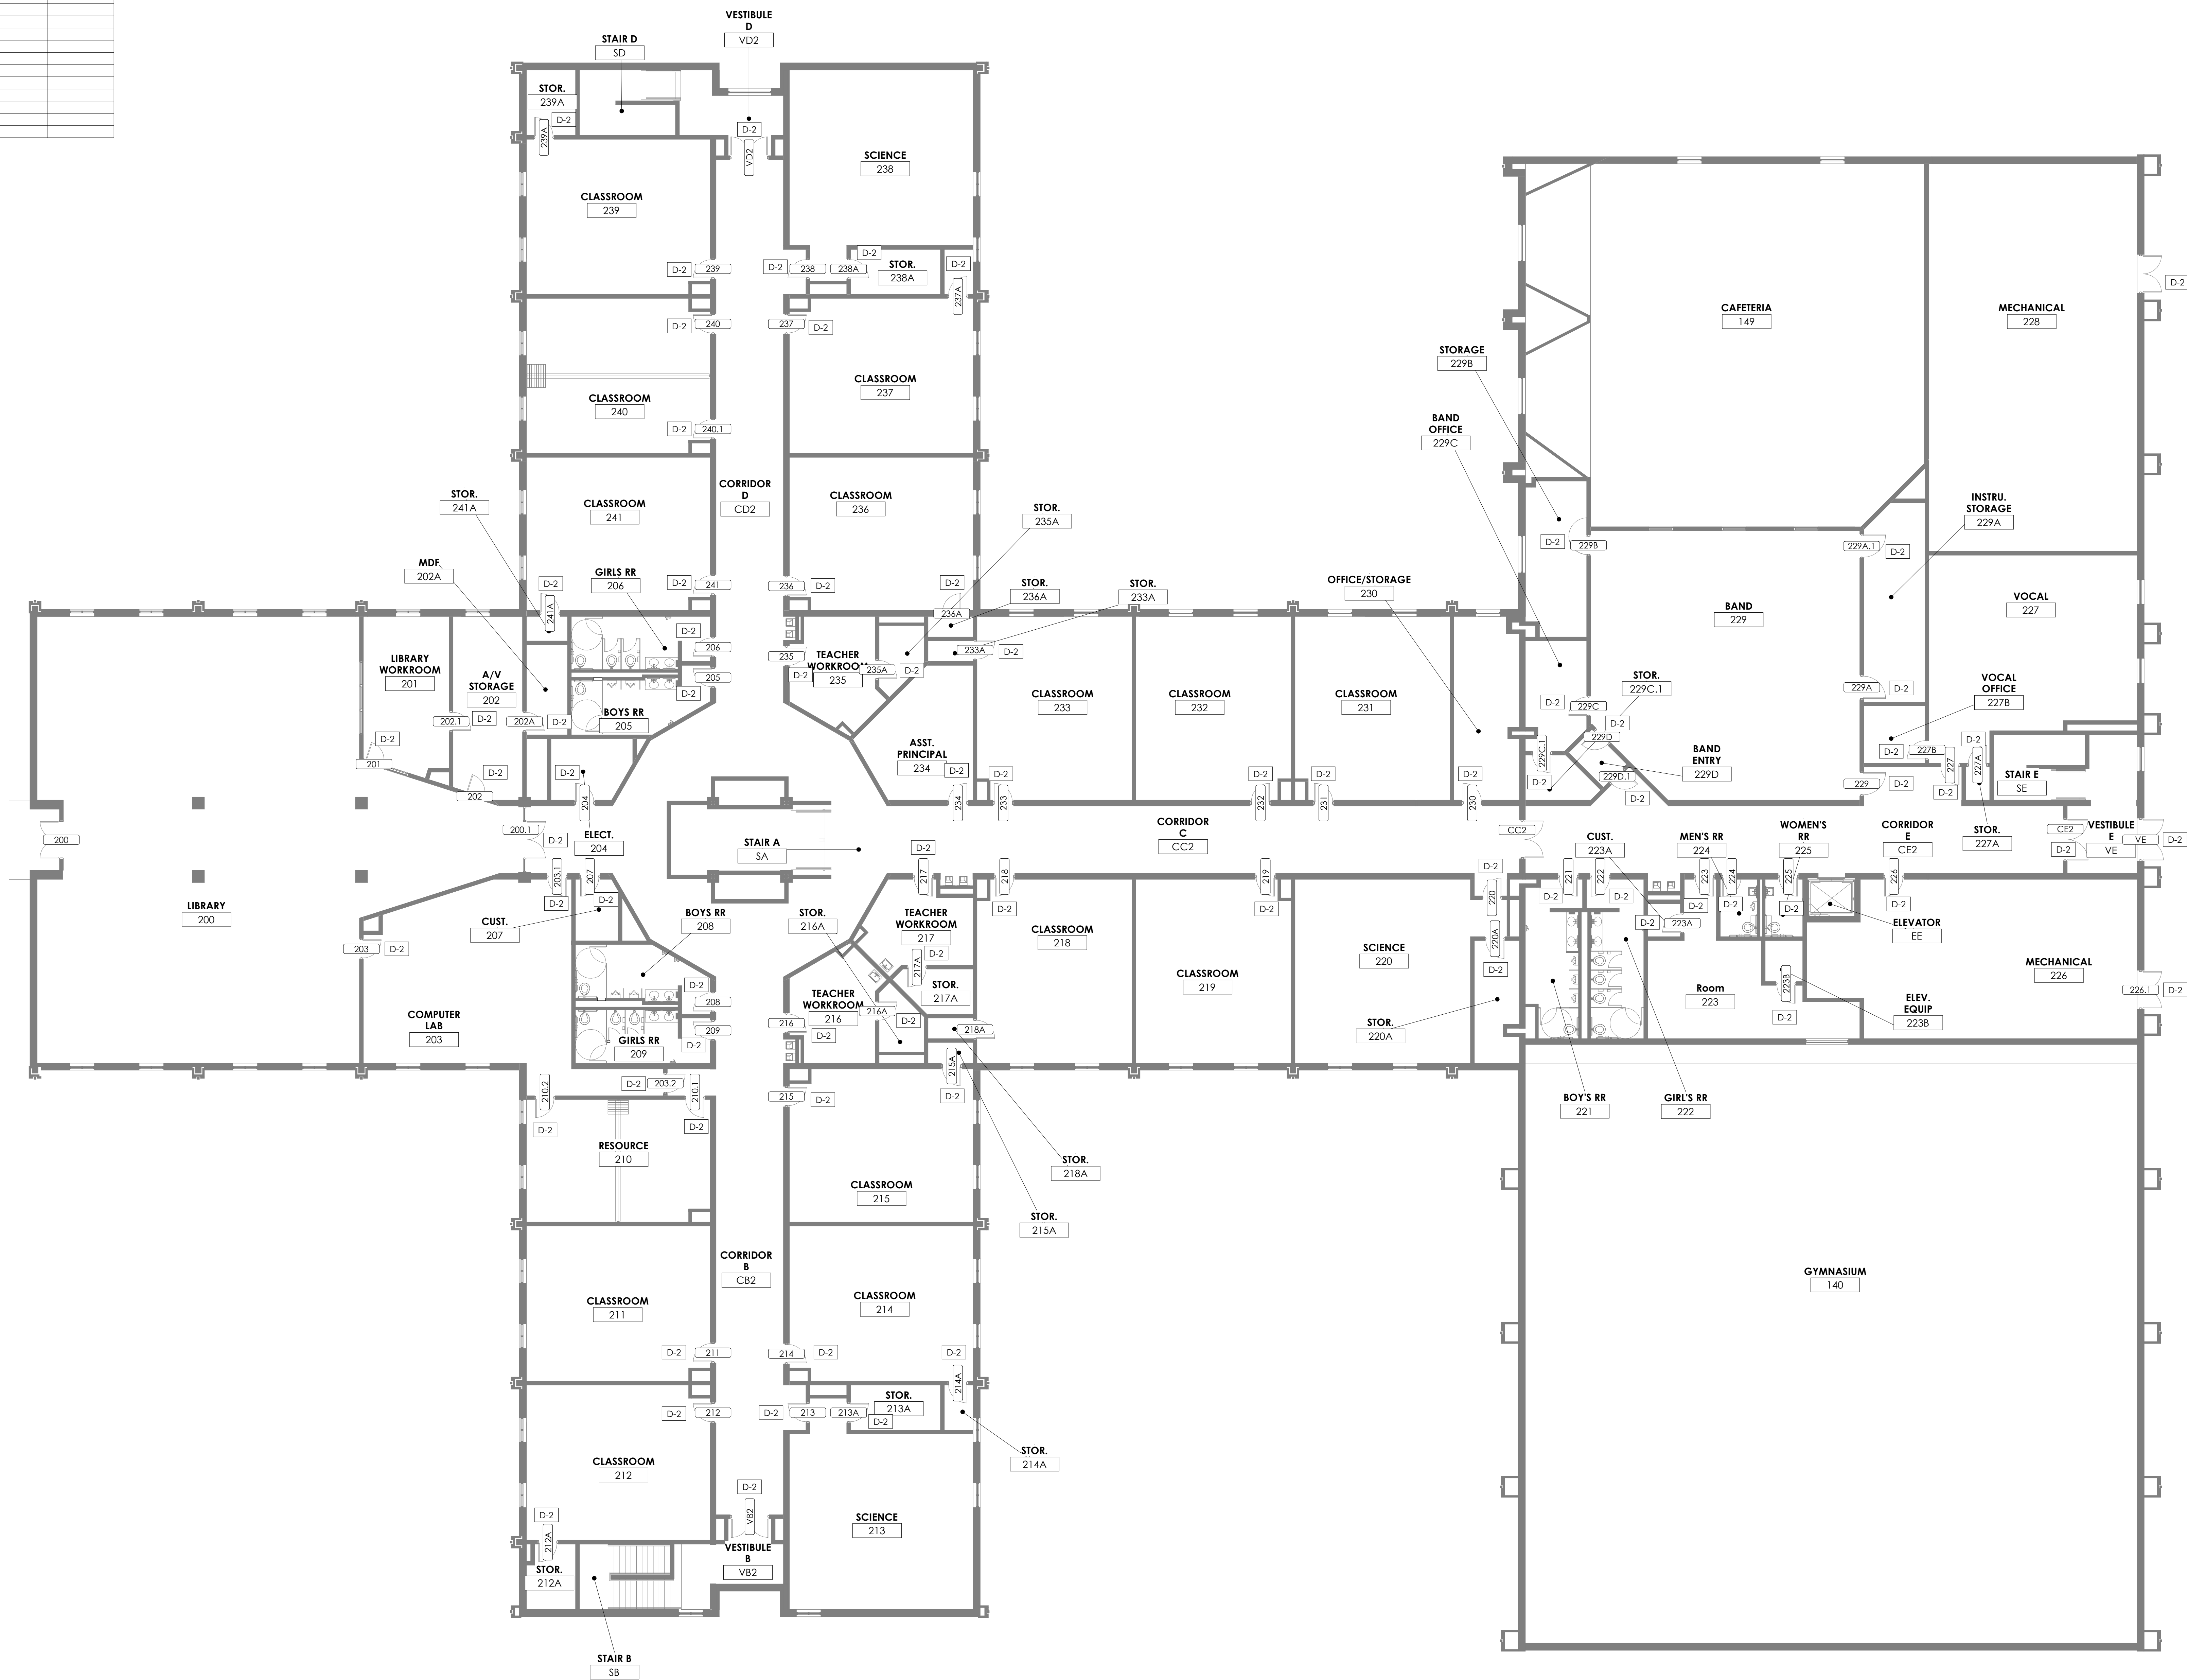 VESTIBULE
D
VD2
STAIR D
SD
STOR.
239A
D-2
239A
D-2
VD2
SCIENCE
238
CLASSROOM
239
D-2
239
D-2
238
238A
D-2
STOR.
238A
D-2
237A
D-2
240
237
D-2
CLASSROOM
240
D-2
240.1
CLASSROOM
237
CORRIDOR
D
CD2
CLASSROOM
241
D-2
241
CLASSROOM
236
236
D-2
D-2
236A
STOR.
241A
MDF
202A
D-2
241A
GIRLS RR
206
D-2
206
205
D-2
BOYS RR
205
STOR.
235A
STOR.
236A
STOR.
233A
OFFICE/STORAGE
230
235
D-2
TEACHER
WORKROOM
235
235A
D-2
233A
D-2
LIBRARY
WORKROOM
201
A/V
STORAGE
202
202.1
D-2
202A
D-2
D-2
201
D-2
202
D-2
204
ELECT.
204
200
200.1
D-2
LIBRARY
200
203.1
D-2
207
D-2
CUST.
207
203
D-2
COMPUTER
LAB
203
STAIR A
SA
ASST.
PRINCIPAL
234
D-2
234
D-2
233
CLASSROOM
233
CLASSROOM
232
D-2
232
CLASSROOM
231
D-2
231
D-2
230
CORRIDOR
C
CC2
CC2
BOYS RR
208
D-2
208
209
D-2
GIRLS RR
209
STOR.
216A
D-2
217
TEACHER
WORKROOM
217
D-2
217A
STOR.
217A
TEACHER
WORKROOM
216
216
D-2
216A
D-2
218A
218
D-2
CLASSROOM
218
219
D-2
CLASSROOM
219
D-2
220
220A
D-2
SCIENCE
220
STOR.
220A
D-2
203.2
210.2
D-2
210.1
D-2
RESOURCE
210
215
D-2
215A
D-2
CLASSROOM
215
STOR.
218A
STOR.
215A
CORRIDOR
B
CB2
CLASSROOM
211
D-2
211
CLASSROOM
214
214
D-2
D-2
214A
D-2
212
D-2
213
213A
STOR.
213A
D-2
STOR.
214A
CLASSROOM
212
D-2
212A
STOR.
212A
D-2
VB2
VESTIBULE
B
VB2
SCIENCE
213
STAIR B
SB
CAFETERIA
149
MECHANICAL
228
D-2
STORAGE
229B
BAND
OFFICE
229C
D-2
229B
229A.1
D-2
INSTRU.
STORAGE
229A
BAND
229
VOCAL
227
229A
D-2
VOCAL
OFFICE
227B
D-2
227B
STOR.
229C.1
D-2
229C
D-2
229D
229C.1
D-2
229D.1
D-2
BAND
ENTRY
229D
229
D-2
227
D-2
D-2
227A
STAIR E
SE
STOR.
227A
CUST.
223A
MEN'S RR
224
WOMEN'S
RR
225
CORRIDOR
E
CE2
CE2
D-2
VESTIBULE
E
VE
VE
D-2
221
D-2
222
D-2
223
D-2
224
D-2
225
D-2
226
D-2
D-2
223A
ELEVATOR
EE
Room
223
223B
D-2
ELEV.
EQUIP
223B
MECHANICAL
226
226.1
D-2
BOY'S RR
221
GIRL'S RR
222
GYMNASIUM
140